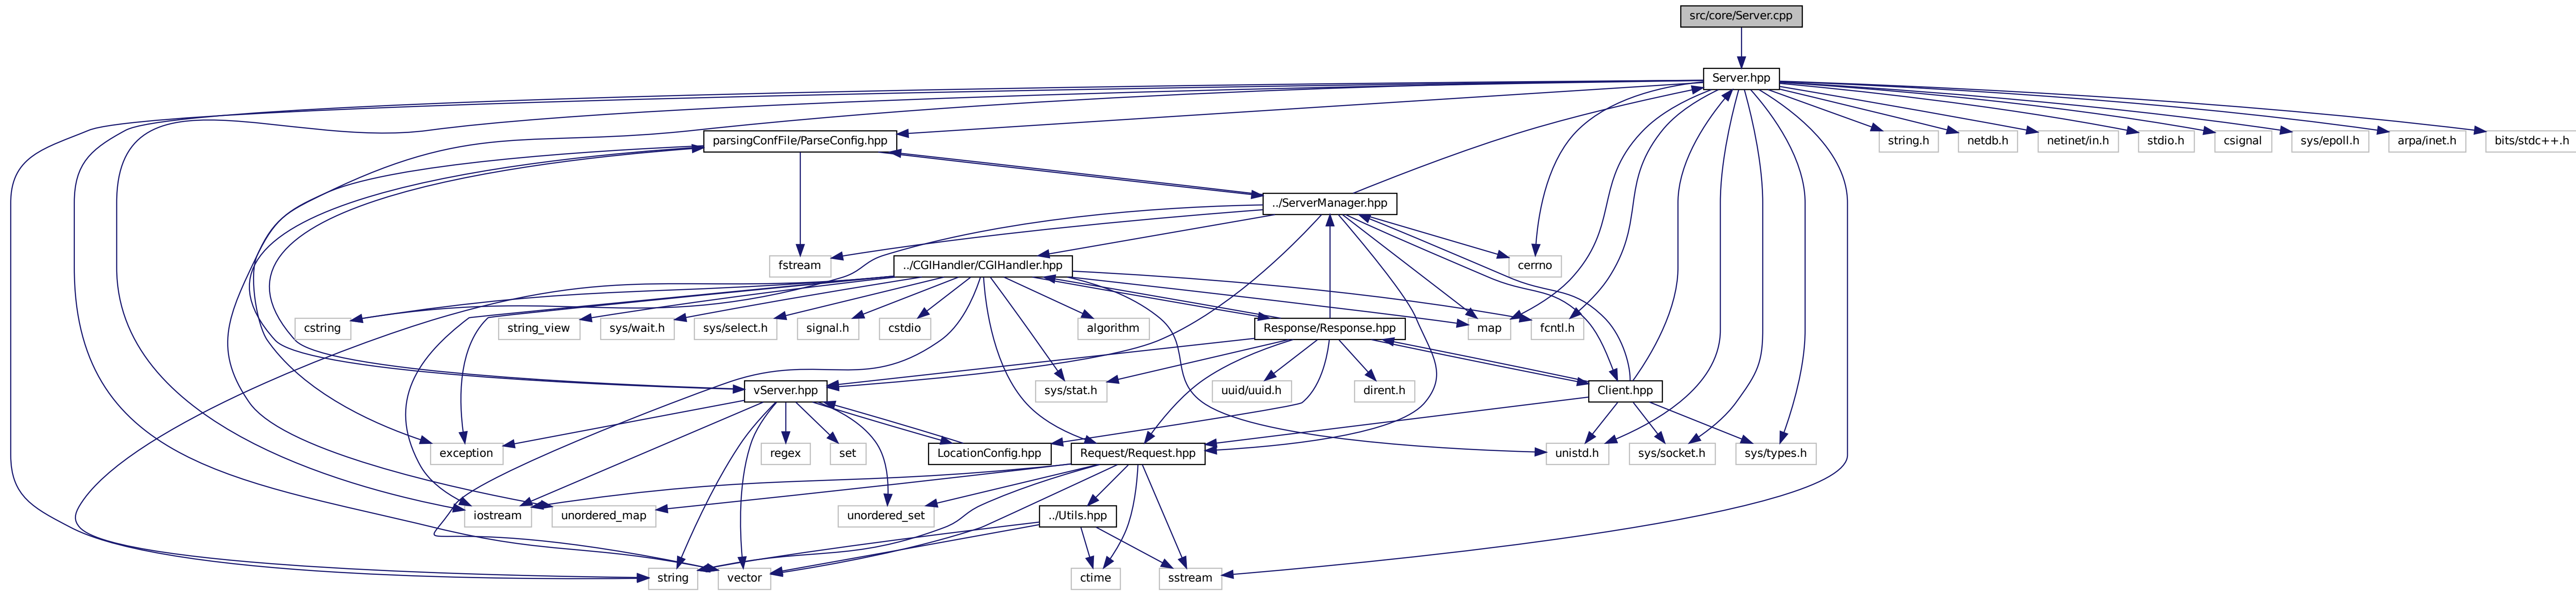 src/core/Server.cpp
Server.hpp
parsingConfFile/ParseConfig.hpp
string.h
netdb.h
netinet/in.h
stdio.h
csignal
sys/epoll.h
arpa/inet.h
bits/stdc++.h
../ServerManager.hpp
fstream
../CGIHandler/CGIHandler.hpp
cerrno
cstring
string_view
sys/wait.h
sys/select.h
signal.h
cstdio
algorithm
Response/Response.hpp
map
fcntl.h
vServer.hpp
sys/stat.h
uuid/uuid.h
dirent.h
Client.hpp
exception
regex
set
LocationConfig.hpp
Request/Request.hpp
unistd.h
sys/socket.h
sys/types.h
iostream
unordered_map
unordered_set
../Utils.hpp
string
vector
ctime
sstream